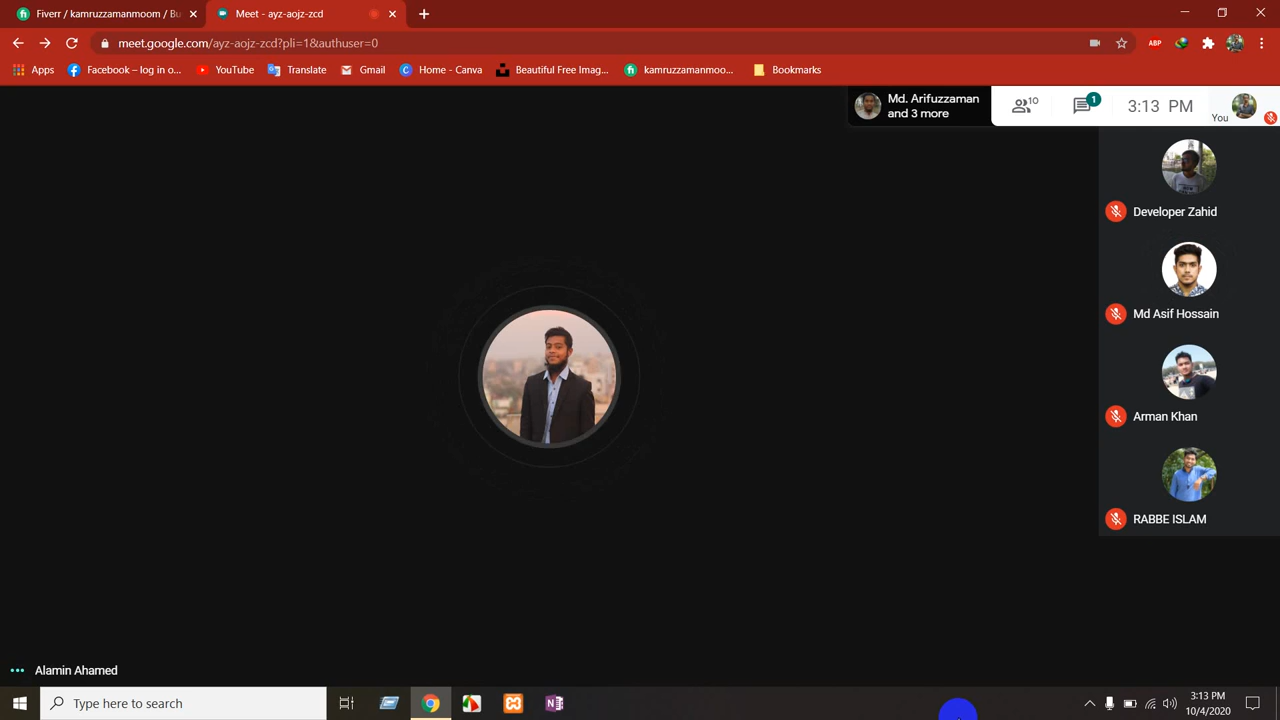 Fiverr / kamruzzamanmoom / Bu
Meet - ayz-aojz-zcd
meet.google.com/ayz-aojz-zcd?pli=1&authuser=0
ABP
Apps
Facebook – log in o...
YouTube
Translate
Gmail
Home - Canva
Beautiful Free Imag...
kamruzzamanmoo...
Bookmarks
Md. Arifuzzaman
and 3 more
10
1
3:13 PM
You
Developer Zahid
Md Asif Hossain
Arman Khan
RABBE ISLAM
Alamin Ahamed
Type here to search
3:13 PM
10/4/2020